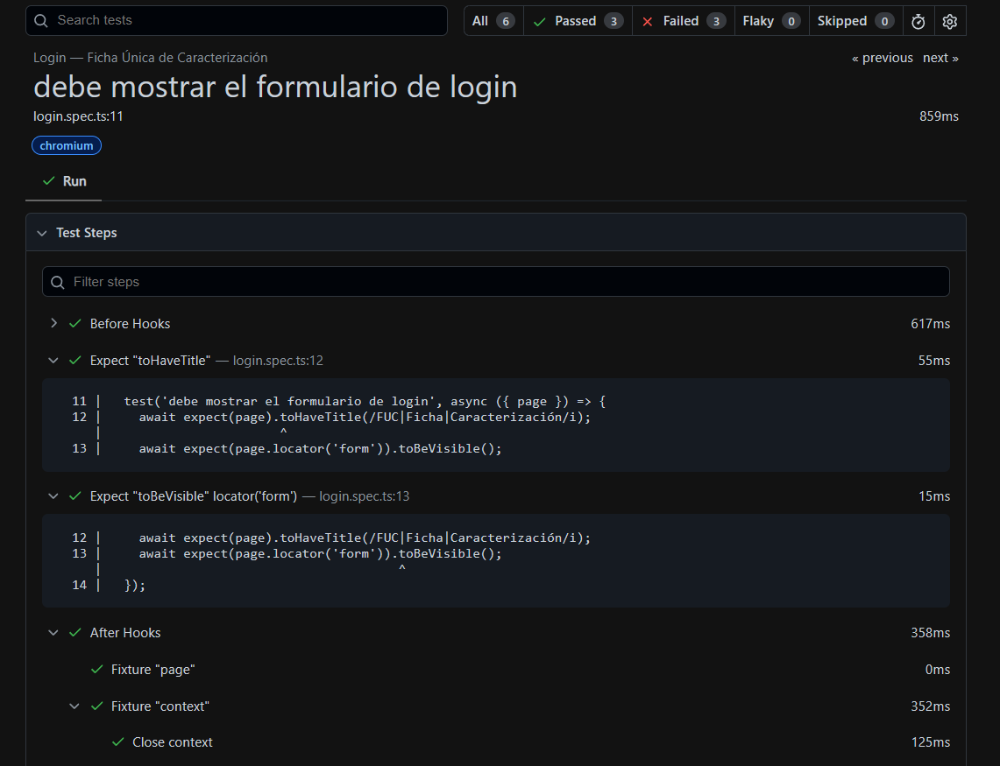 Search tests
All 6 Passed 3 Failed 3 Flaky 0 Skipped 0
Login — Ficha Única de Caracterización
« previous next »
debe mostrar el formulario de login
login.spec.ts:11
859ms
chromium
Run
Test Steps
Filter steps
Before Hooks 617ms
Expect "toHaveTitle" — login.spec.ts:12 55ms
11 | test('debe mostrar el formulario de login', async ({ page }) => {
12 | await expect(page).toHaveTitle(/FUC|Ficha|Caracterización/i);
| ^
13 | await expect(page.locator('form')).toBeVisible();
Expect "toBeVisible" locator('form') — login.spec.ts:13 15ms
12 | await expect(page).toHaveTitle(/FUC|Ficha|Caracterización/i);
13 | await expect(page.locator('form')).toBeVisible();
| ^
14 | });
After Hooks 358ms
Fixture "page" 0ms
Fixture "context" 352ms
Close context 125ms